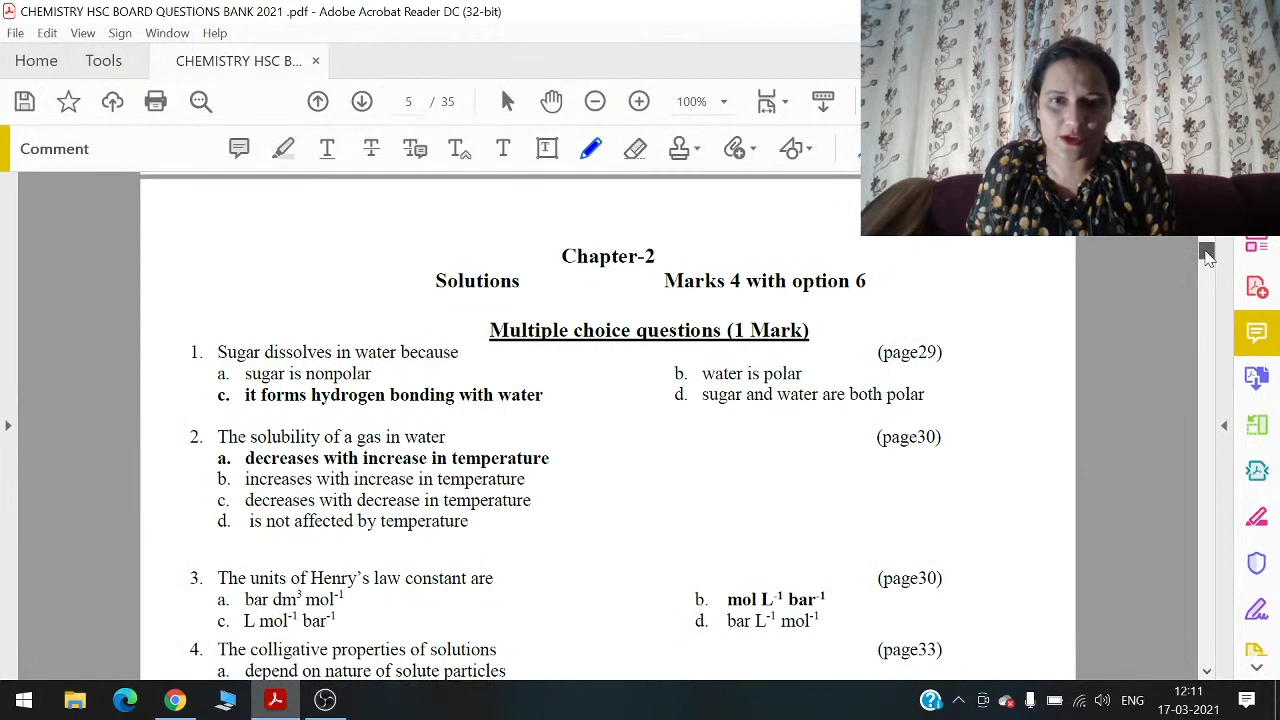 CHEMISTRY HSC BOARD QUESTIONS BANK 2021 .pdf - Adobe Acrobat Reader DC (32-bit)
File Edit View Sign Window Help
Home Tools CHEMISTRY HSC B... ×
5 / 35 100%
Comment
Chapter-2
Solutions Marks 4 with option 6
Multiple choice questions (1 Mark)
1. Sugar dissolves in water because (page29)
a. sugar is nonpolar b. water is polar
c. it forms hydrogen bonding with water d. sugar and water are both polar
2. The solubility of a gas in water (page30)
a. decreases with increase in temperature
b. increases with increase in temperature
c. decreases with decrease in temperature
d. is not affected by temperature
3. The units of Henry’s law constant are (page30)
a. bar dm³ mol⁻¹ b. mol L⁻¹ bar⁻¹
c. L mol⁻¹ bar⁻¹ d. bar L⁻¹ mol⁻¹
4. The colligative properties of solutions (page33)
a. depend on nature of solute particles
ENG 12:11
17-03-2021